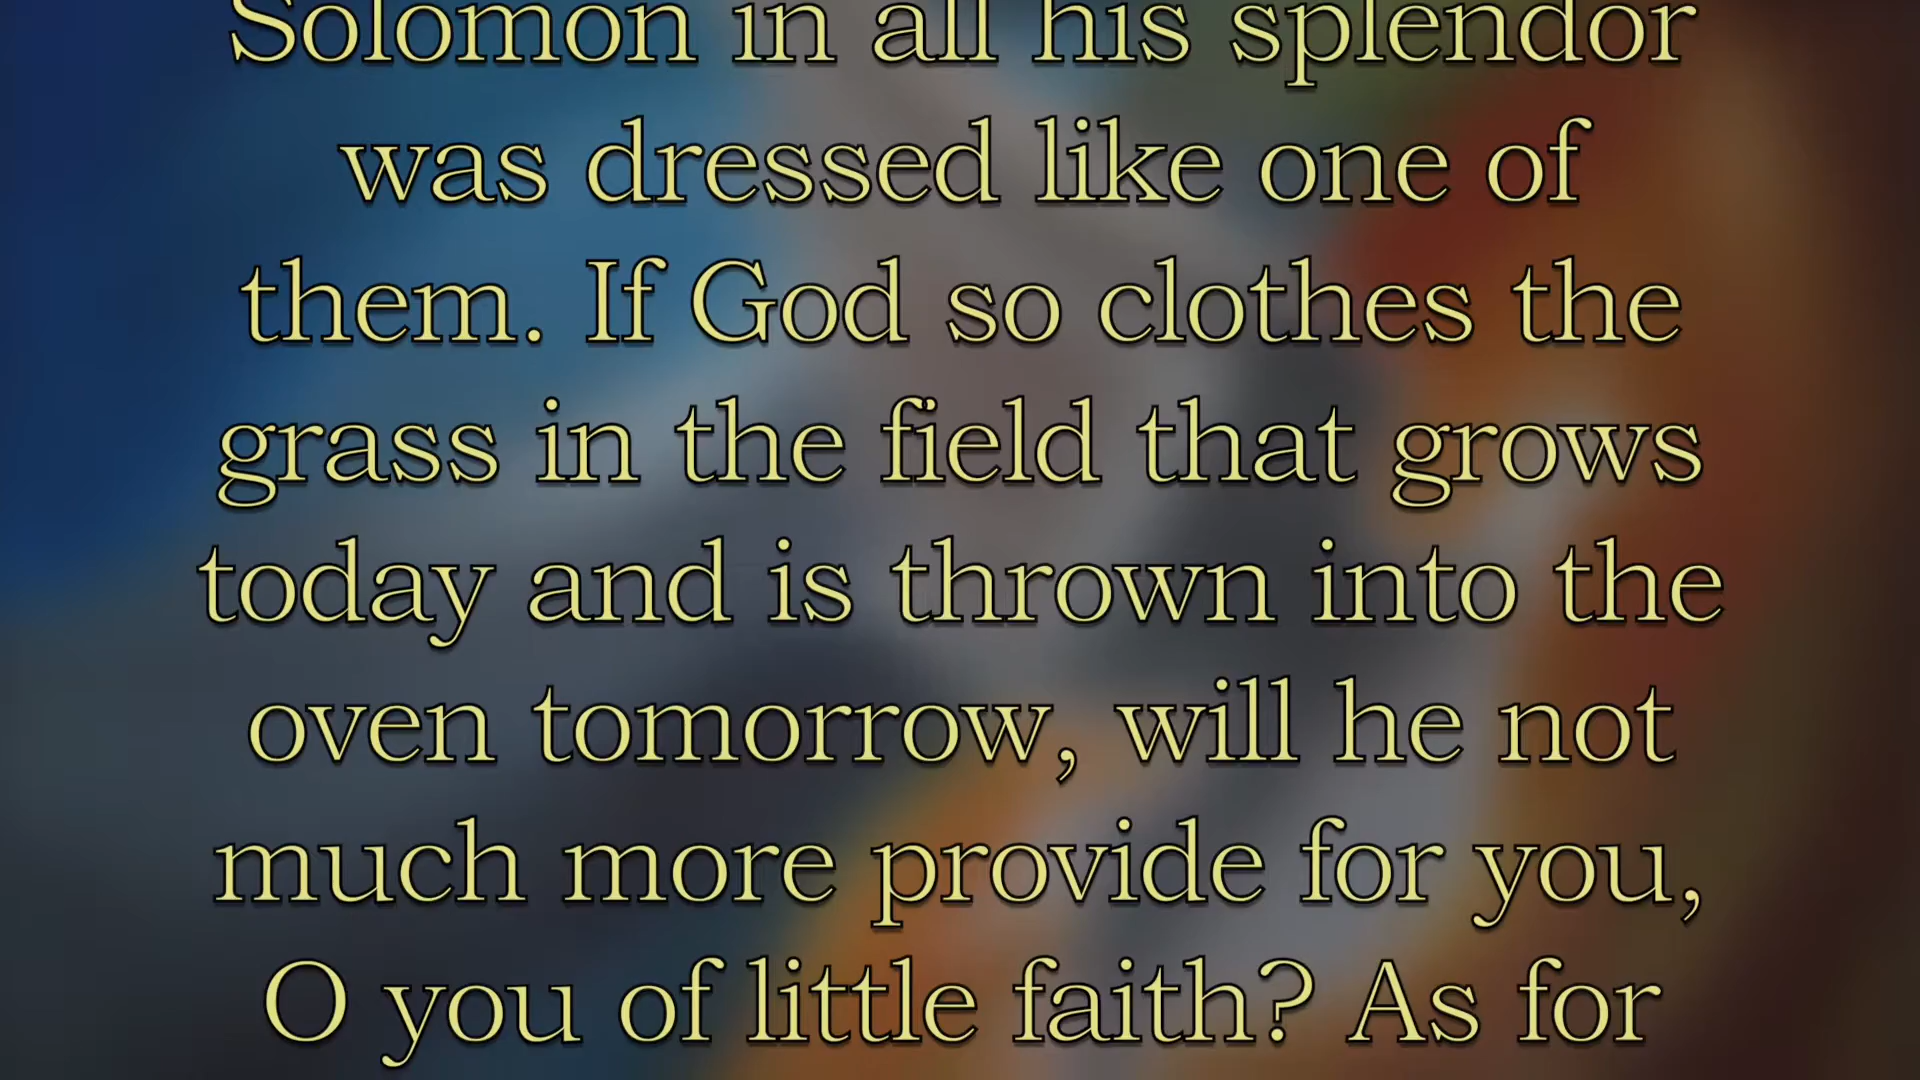 Solomon in all his splendor
was dressed like one of
them. If God so clothes the
grass in the field that grows
today and is thrown into the
oven tomorrow, will he not
much more provide for you,
O you of little faith? As for